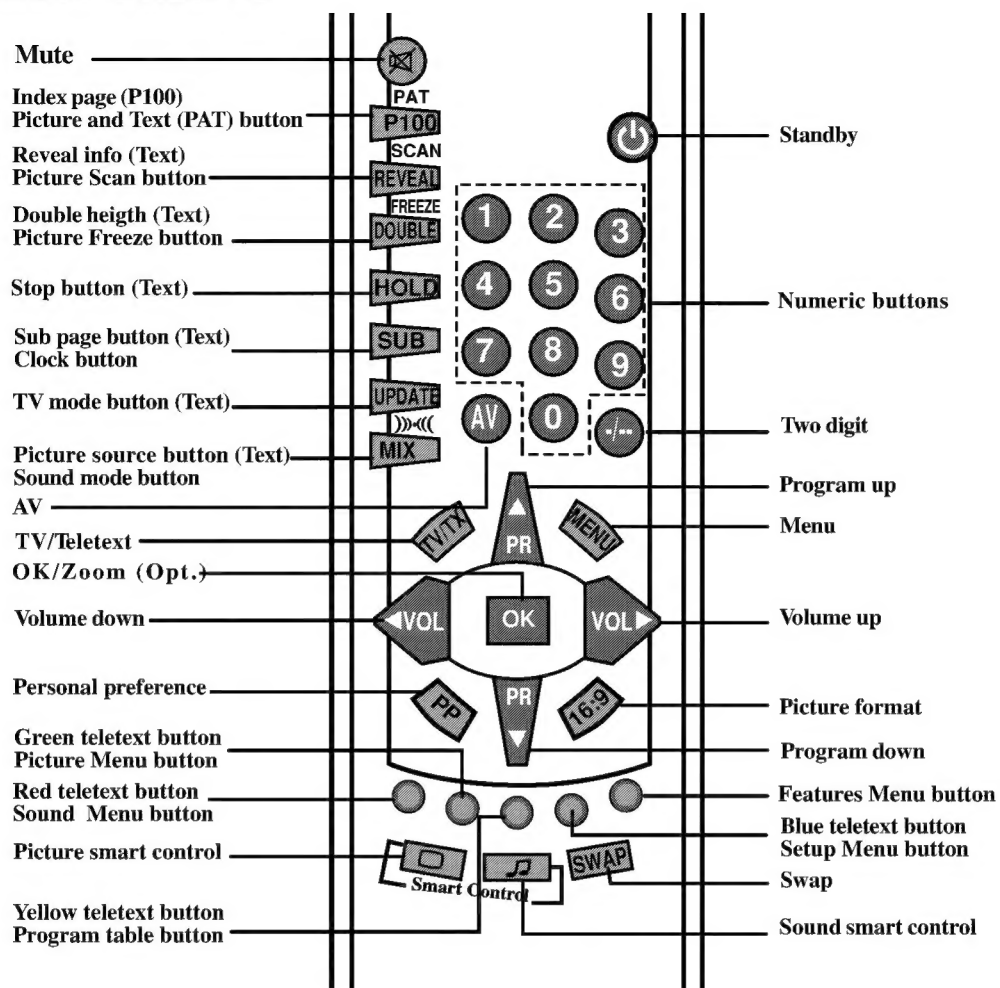 Mute
Index page (P100)
Picture and Text (PAT) button
Reveal info (Text)
Picture Scan button
Double heigth (Text)
Picture Freeze button
Stop button (Text)
Sub page button (Text)
Clock button
TV mode button (Text)
Picture source button (Text)
Sound mode button
AV
TV/Teletext
OK/Zoom (Opt.)
Volume down
Personal preference
Green teletext button
Picture Menu button
Red teletext button
Sound Menu button
Picture smart control
Yellow teletext button
Program table button
PAT
P100
SCAN
REVEAL
FREEZE
DOUBLE
HOLD
SUB
UPDATE
MIX
1 2 3
4 5 6
7 8 9
AV 0 -/--
TV/TX
PR
MENU
VOL
OK
VOL
PP
PR
16:9
SWAP
Smart Control
Standby
Numeric buttons
Two digit
Program up
Menu
Volume up
Picture format
Program down
Features Menu button
Blue teletext button
Setup Menu button
Swap
Sound smart control